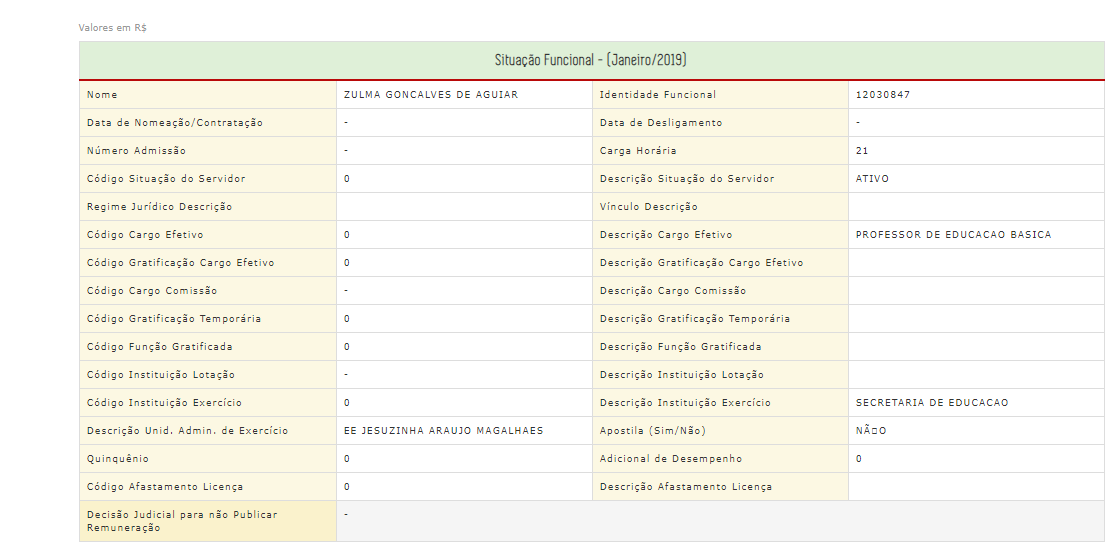 Valores em R$
Situação Funcional - (Janeiro/2019)
Nome ZULMA GONCALVES DE AGUIAR Identidade Funcional 12030847
Data de Nomeação/Contratação - Data de Desligamento -
Número Admissão - Carga Horária 21
Código Situação do Servidor 0 Descrição Situação do Servidor ATIVO
Regime Jurídico Descrição Vínculo Descrição
Código Cargo Efetivo 0 Descrição Cargo Efetivo PROFESSOR DE EDUCACAO BASICA
Código Gratificação Cargo Efetivo 0 Descrição Gratificação Cargo Efetivo
Código Cargo Comissão - Descrição Cargo Comissão
Código Gratificação Temporária 0 Descrição Gratificação Temporária
Código Função Gratificada 0 Descrição Função Gratificada
Código Instituição Lotação - Descrição Instituição Lotação
Código Instituição Exercício 0 Descrição Instituição Exercício SECRETARIA DE EDUCACAO
Descrição Unid. Admin. de Exercício EE JESUZINHA ARAUJO MAGALHAES Apostila (Sim/Não) NÃ□O
Quinquênio 0 Adicional de Desempenho 0
Código Afastamento Licença 0 Descrição Afastamento Licença
Decisão Judicial para não Publicar -
Remuneração